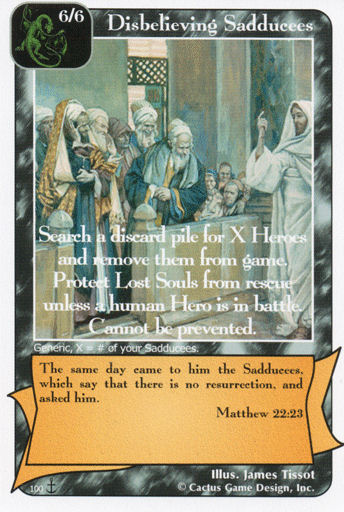 6/6
Disbelieving Sadducees
Search a discard pile for X Heroes
and remove them from game.
Protect Lost Souls from rescue
unless a human Hero is in battle.
Cannot be prevented.
Generic, X = # of your Sadducees.
The same day came to him the Sadducees,
which say that there is no resurrection, and
asked him.
Matthew 22:23
Illus. James Tissot
100
© Cactus Game Design, Inc.